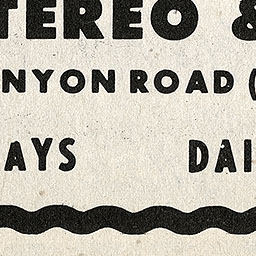 TEREO &
NYON ROAD (
AYS DAI